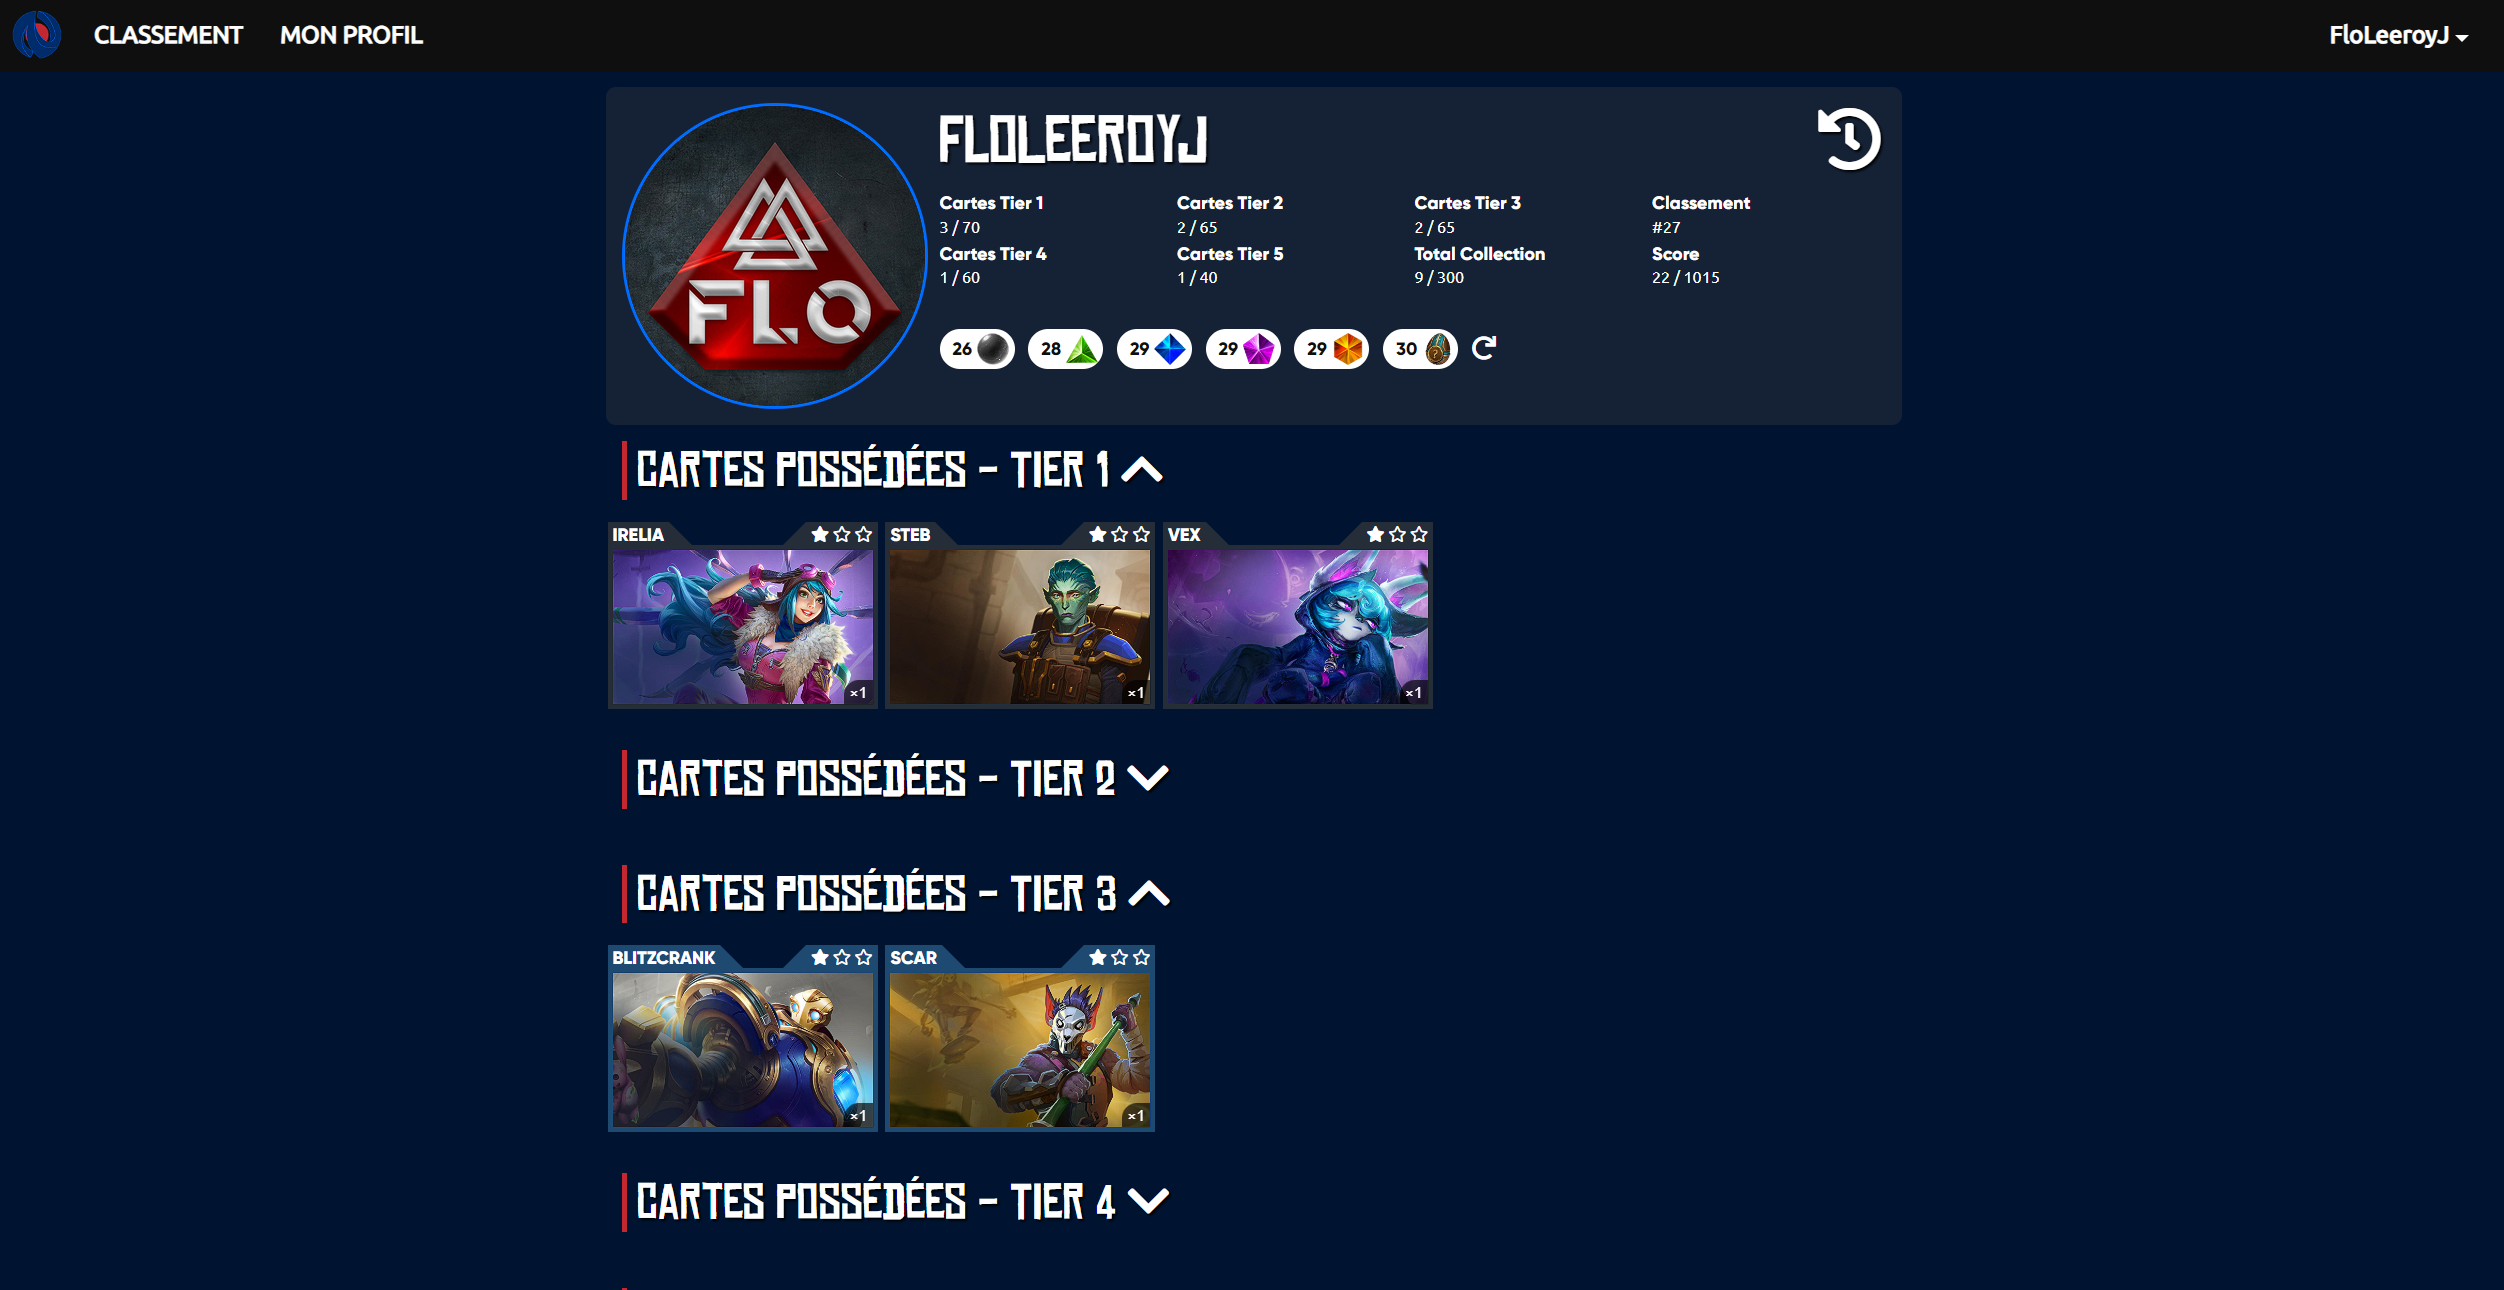 CLASSEMENT MON PROFIL FloLeeroyJ
FLO
FLOLEEROYJ
Cartes Tier 1 Cartes Tier 2 Cartes Tier 3 Classement
3 / 70 2 / 65 2 / 65 #27
Cartes Tier 4 Cartes Tier 5 Total Collection Score
1 / 60 1 / 40 9 / 300 22 / 1015
26 28 29 29 29 30 ?
CARTES POSSÉDÉES - TIER 1
IRELIA STEB VEX
×1 ×1 ×1
CARTES POSSÉDÉES - TIER 2
CARTES POSSÉDÉES - TIER 3
BLITZCRANK SCAR
×1 ×1
CARTES POSSÉDÉES - TIER 4